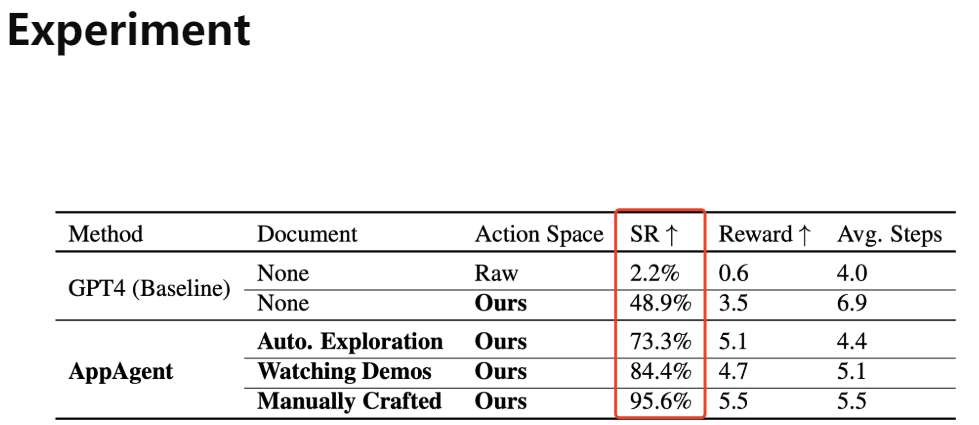 Experiment
Method Document Action Space SR ↑ Reward ↑ Avg. Steps
GPT4 (Baseline) None Raw 2.2% 0.6 4.0
None Ours 48.9% 3.5 6.9
AppAgent Auto. Exploration Ours 73.3% 5.1 4.4
Watching Demos Ours 84.4% 4.7 5.1
Manually Crafted Ours 95.6% 5.5 5.5